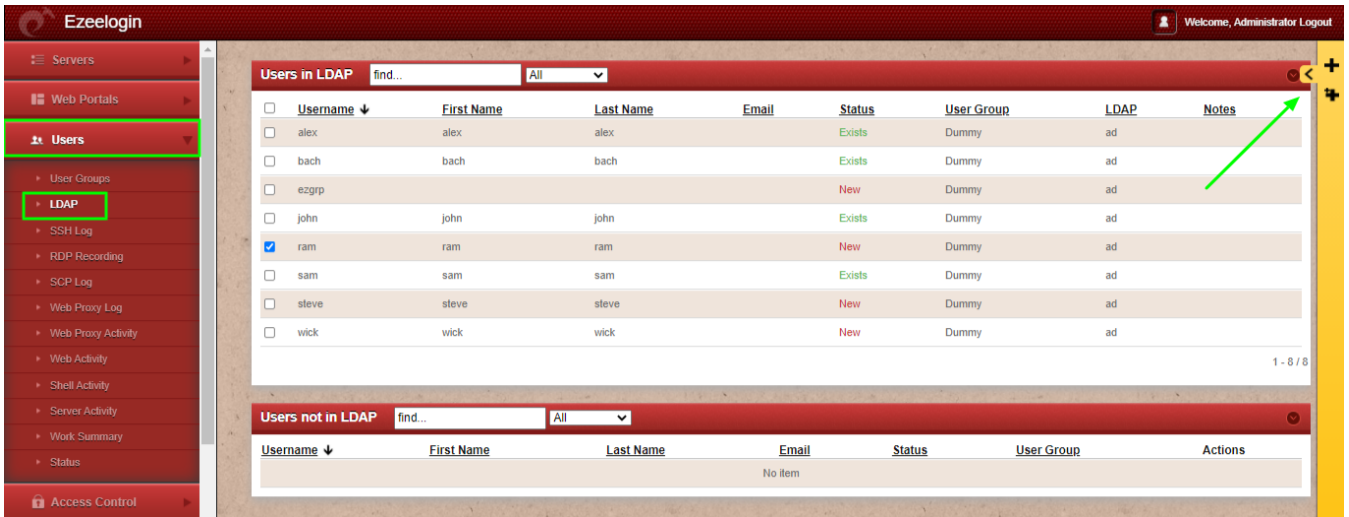 Ezeelogin
Welcome, Administrator Logout
Servers
Web Portals
Users
User Groups
LDAP
SSH Log
RDP Recording
SCP Log
Web Proxy Log
Web Proxy Activity
Web Activity
Shell Activity
Server Activity
Work Summary
Status
Access Control
Users in LDAP find... All
Username First Name Last Name Email Status User Group LDAP Notes
alex alex alex Exists Dummy ad
bach bach bach Exists Dummy ad
ezgrp New Dummy ad
john john john Exists Dummy ad
ram ram ram New Dummy ad
sam sam sam Exists Dummy ad
steve steve steve New Dummy ad
wick wick wick New Dummy ad
1 - 8 / 8
Users not in LDAP find... All
Username First Name Last Name Email Status User Group Actions
No item